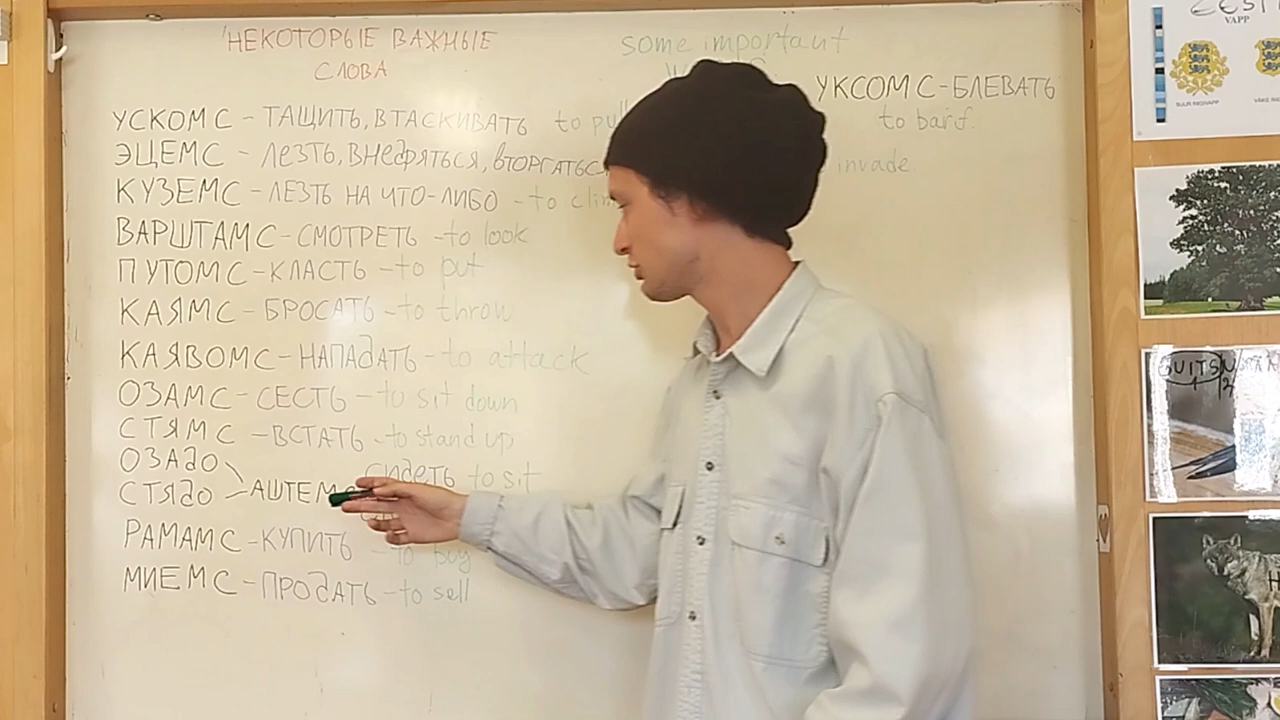 НЕКОТОРЫЕ ВАЖНЫЕ
СЛОВА
some important
УСКОМС - ТАЩИТЬ, ВТАСКИВАТЬ to
УКСОМС - БЛЕВАТЬ
to barf.
ЭЦЕМС - ЛЕЗТЬ, ВНЕДРЯТЬСЯ, ВТОРГАТЬСЯ invade.
КУЗЕМС - ЛЕЗТЬ НА ЧТО-ЛИБО - to
ВАРШТАМС - СМОТРЕТЬ - to look
ПУТОМС - КЛАСТЬ - to put
КАЯМС - БРОСАТЬ - to throw
КАЯВОМС - НАПАДАТЬ - to attack
ОЗАМС - СЕСТЬ - to sit down
СТЯМС - ВСТАТЬ - to stand up
ОЗАДО
СИДЕТЬ to sit
СТЯДО - АШТЕМС
РАМАМС - КУПИТЬ - to buy
МИЕМС - ПРОДАТЬ - to sell
VAPP
SUUR RIIGIVAPP